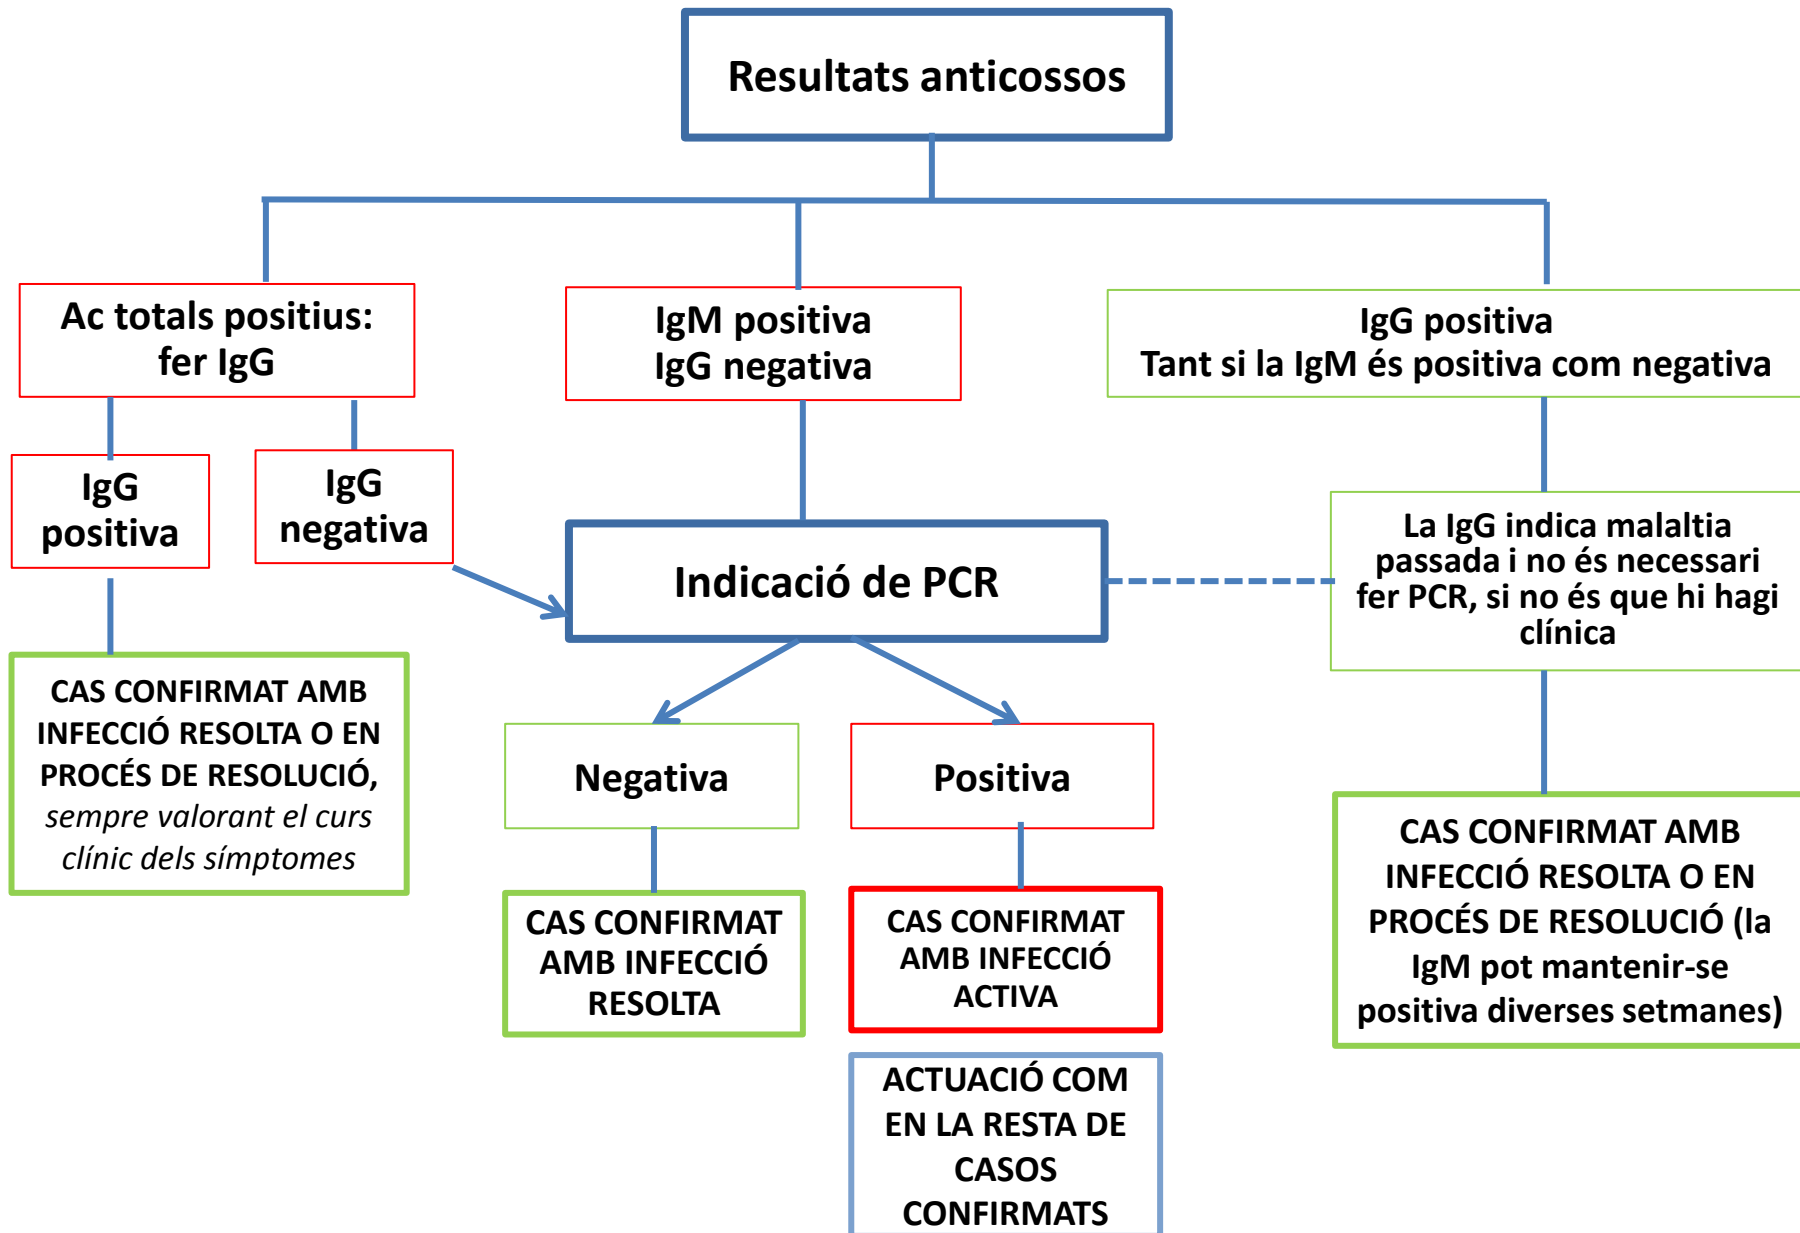 Resultats anticossos
Ac totals positius:
fer IgG
IgM positiva
IgG negativa
IgG positiva
Tant si la IgM és positiva com negativa
IgG
positiva
IgG
negativa
Indicació de PCR
La IgG indica malaltia
passada i no és necessari
fer PCR, si no és que hi hagi
clínica
CAS CONFIRMAT AMB
INFECCIÓ RESOLTA O EN
PROCÉS DE RESOLUCIÓ,
sempre valorant el curs
clínic dels símptomes
Negativa
Positiva
CAS CONFIRMAT
AMB INFECCIÓ
RESOLTA
CAS CONFIRMAT
AMB INFECCIÓ
ACTIVA
CAS CONFIRMAT AMB
INFECCIÓ RESOLTA O EN
PROCÉS DE RESOLUCIÓ (la
IgM pot mantenir-se
positiva diverses setmanes)
ACTUACIÓ COM
EN LA RESTA DE
CASOS
CONFIRMATS